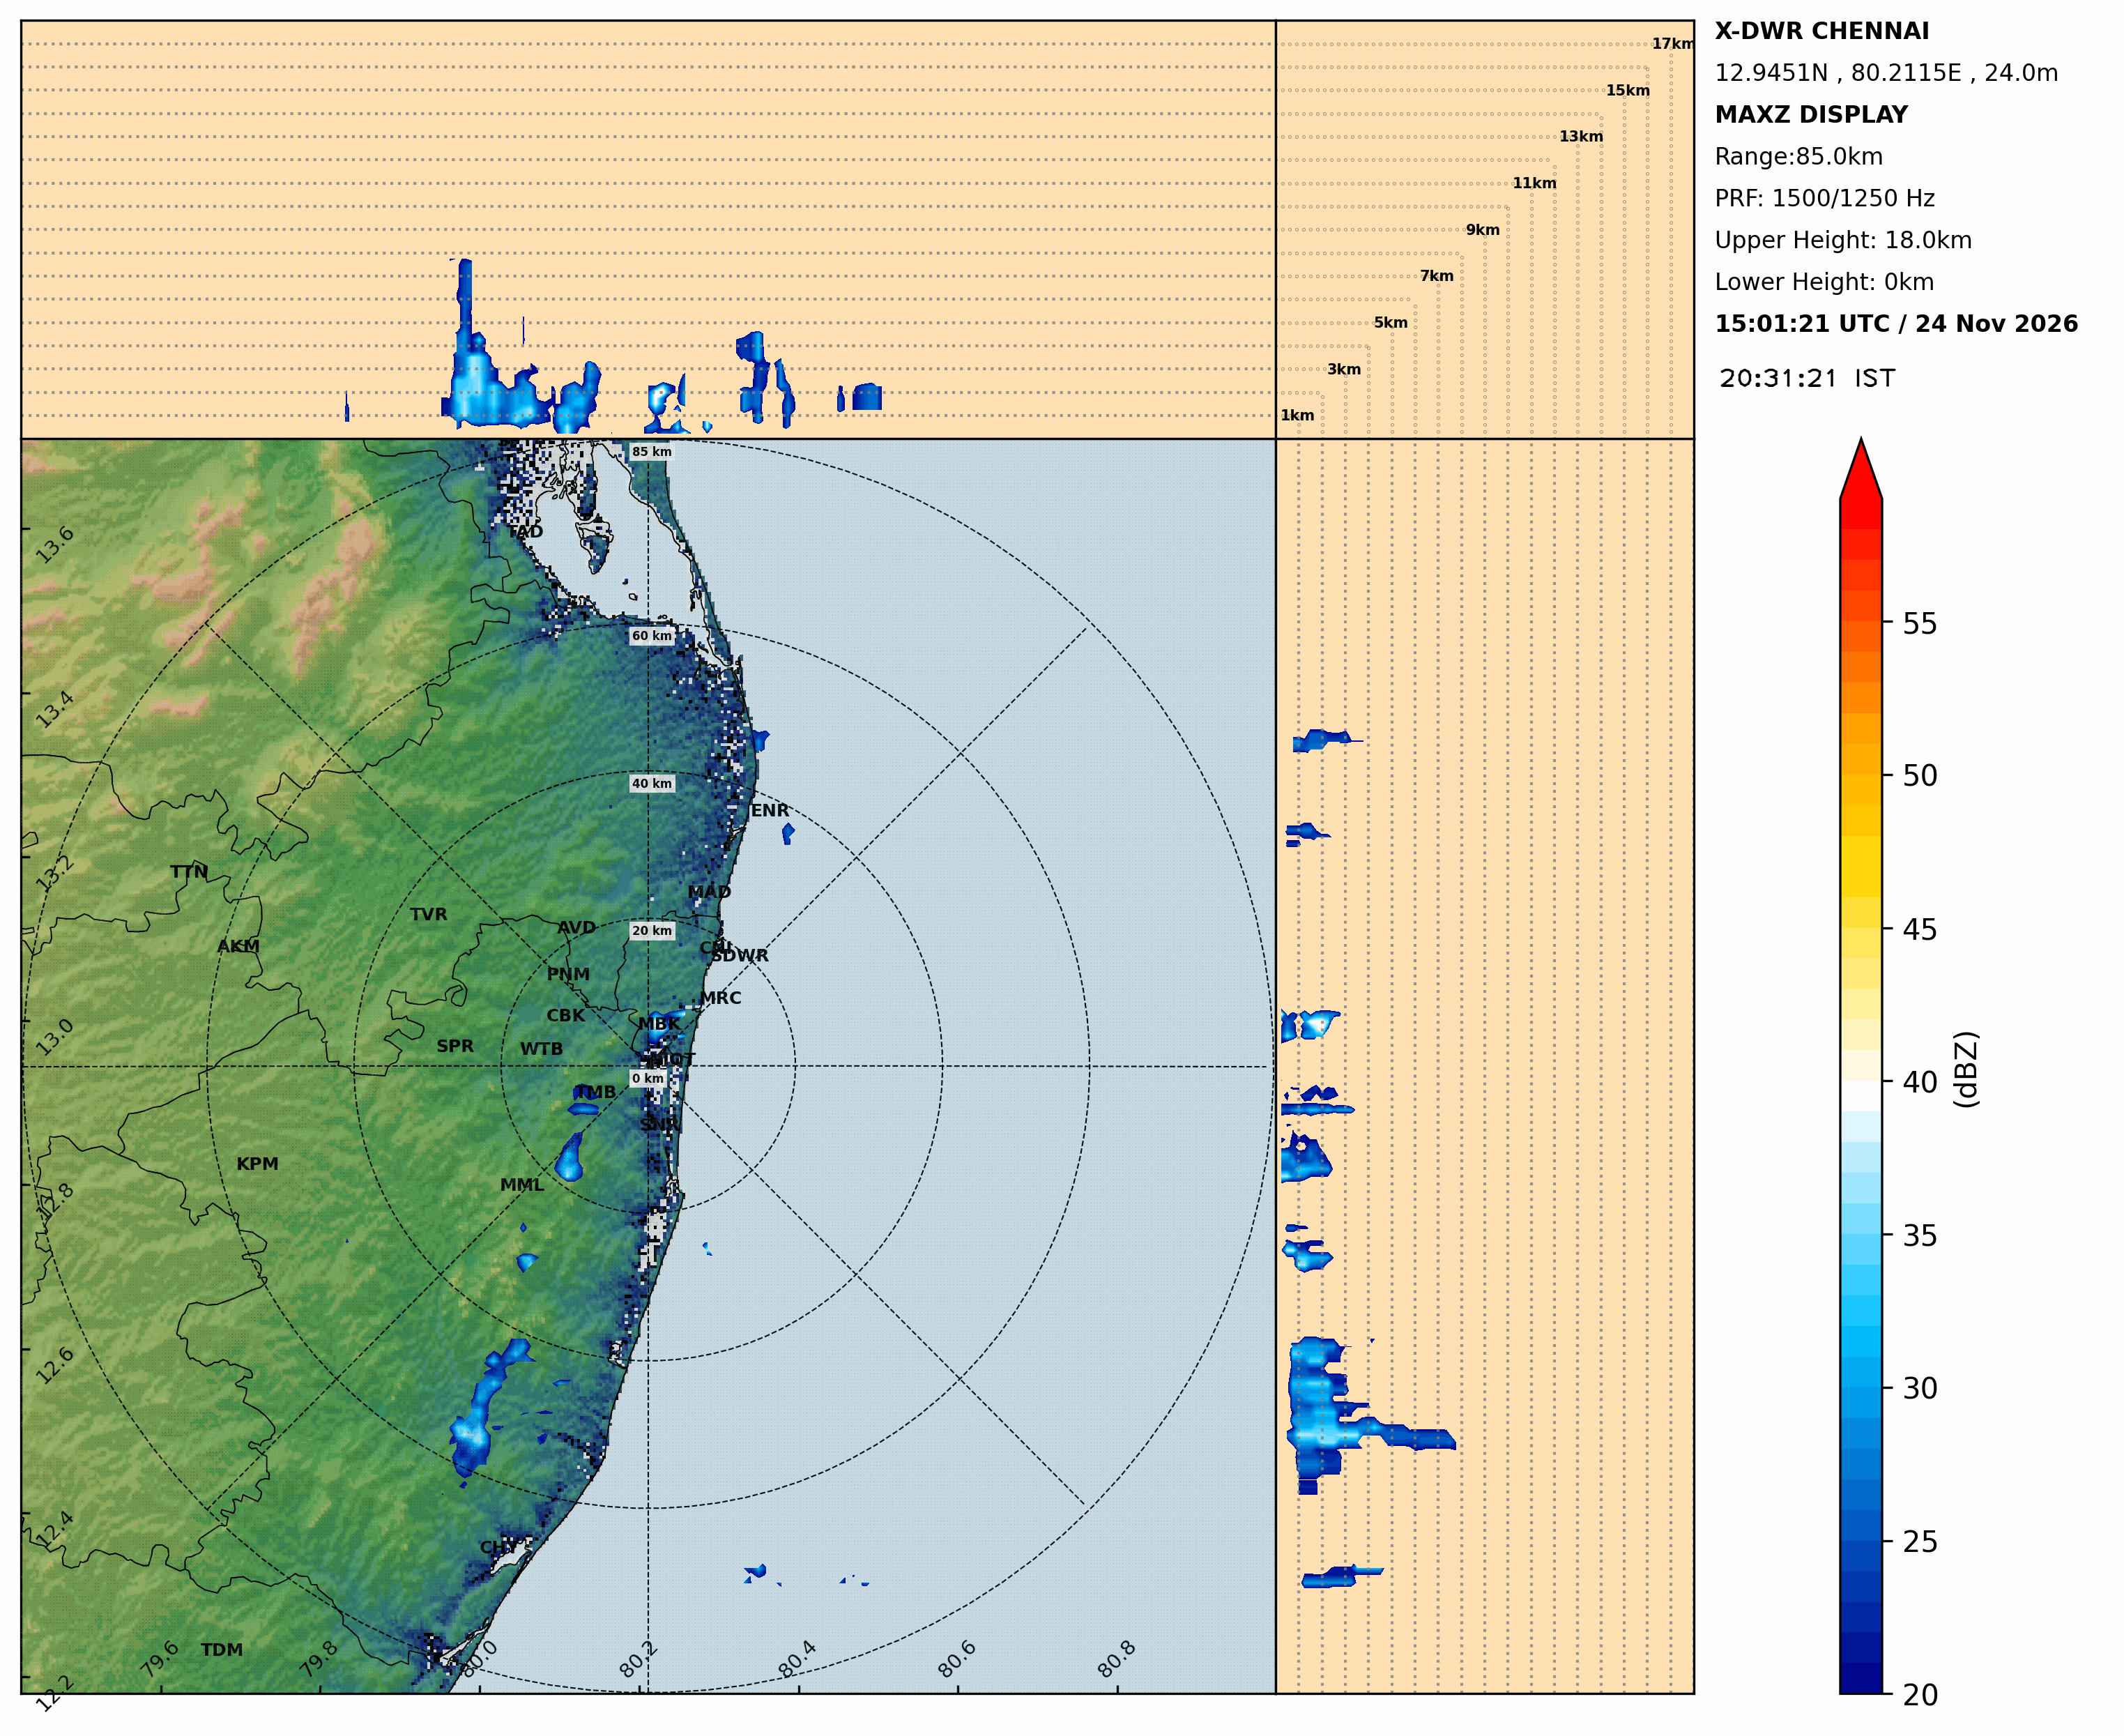 X-DWR CHENNAI
12.9451N , 80.2115E , 24.0m
MAXZ DISPLAY
Range:85.0km
PRF: 1500/1250 Hz
Upper Height: 18.0km
Lower Height: 0km
15:01:21 UTC / 24 Nov 2026
20:31:21 IST
17km
15km
13km
11km
9km
7km
5km
3km
1km
85 km
60 km
40 km
20 km
0 km
TAD
ENR
TTN
MAD
TVR
AVD
AKM
SDWR
PNM
MRC
CBK
MBK
SPR
WTB
TMB
SNR
KPM
MML
CHY
TDM
13.6
13.4
13.2
13.0
12.8
12.6
12.4
12.2
79.6
79.8
80.0
80.2
80.4
80.6
80.8
55
50
45
40
35
30
25
20
(dBZ)